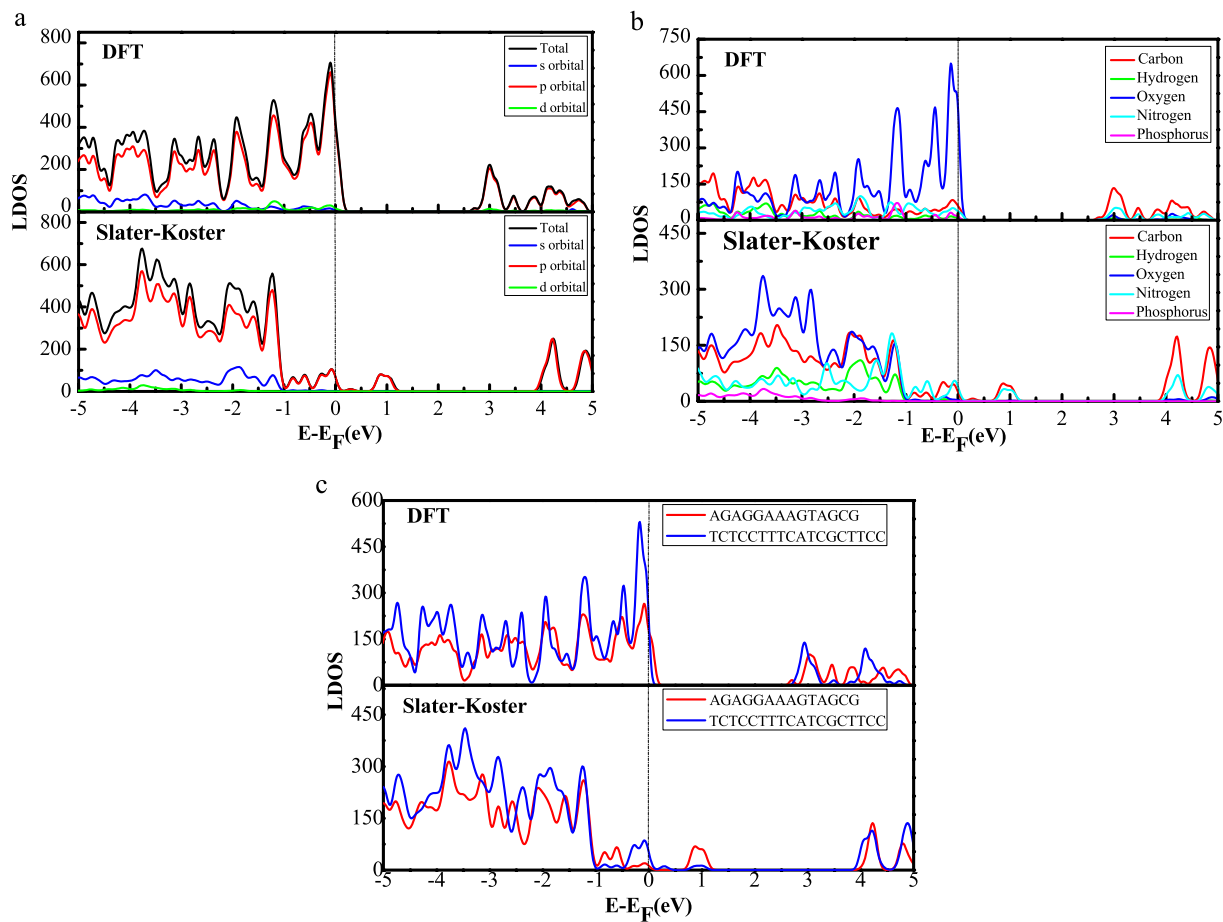 a
DFT
Total
s orbital
p orbital
d orbital
800
600
400
200
0
LDOS
Slater-Koster
s orbital
p orbital
d orbital
Total
800
600
400
200
0
-5 -4 -3 -2 -1 0 1 2 3 4 5
E-EF(eV)
b
DFT
Carbon
Hydrogen
Oxygen
Nitrogen
Phosphorus
750
600
450
300
150
0
LDOS
Slater-Koster
Carbon
Hydrogen
Oxygen
Nitrogen
Phosphorus
450
300
150
0
-5 -4 -3 -2 -1 0 1 2 3 4 5
E-EF(eV)
c
DFT
AGAGGAAAGTAGCG
TCTCCTTTCATCGCTTCC
600
450
300
150
0
LDOS
Slater-Koster
AGAGGAAAGTAGCG
TCTCCTTTCATCGCTTCC
450
300
150
0
-5 -4 -3 -2 -1 0 1 2 3 4 5
E-EF(eV)